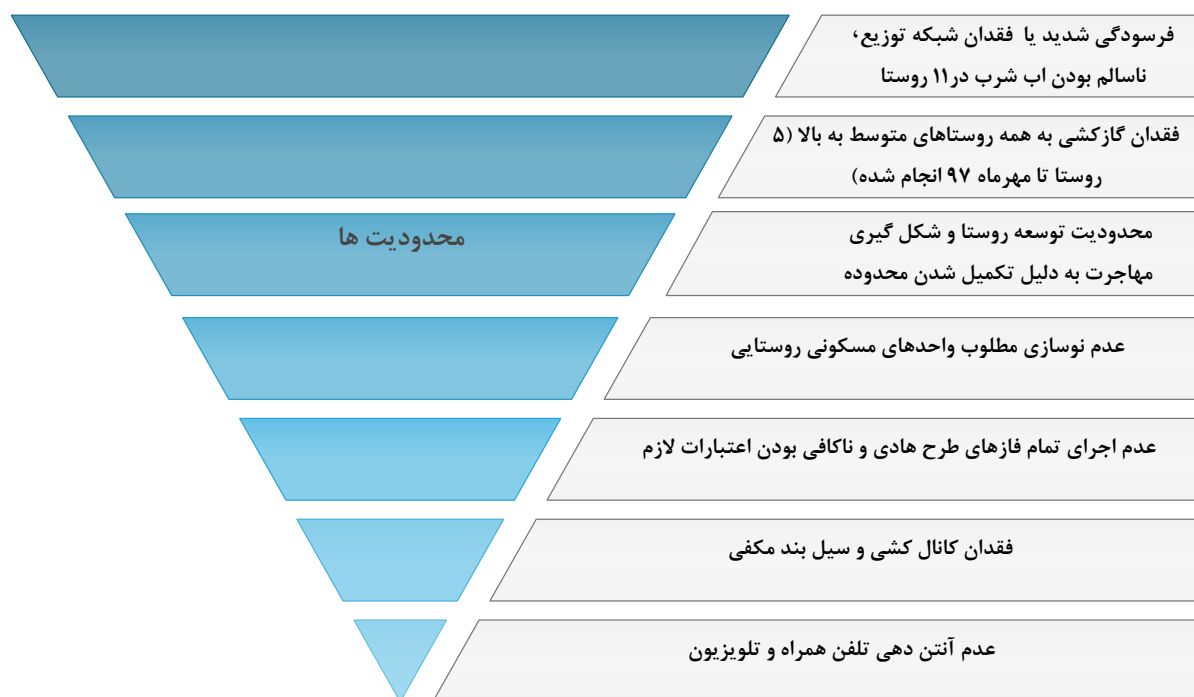 فرسودگی شدید یا فقدان شبکه توزیع،
ناسالم بودن اب شرب در۱۱ روستا
فقدان گازکشی به همه روستاهای متوسط به بالا (۵
روستا تا مهرماه ۹۷ انجام شده)
محدودیت ها
محدودیت توسعه روستا و شکل گیری
مهاجرت به دلیل تکمیل شدن محدوده
عدم نوسازی مطلوب واحدهای مسکونی روستایی
عدم اجرای تمام فازهای طرح هادی و ناکافی بودن اعتبارات لازم
فقدان کانال کشی و سیل بند مکفی
عدم آنتن دهی تلفن همراه و تلویزیون